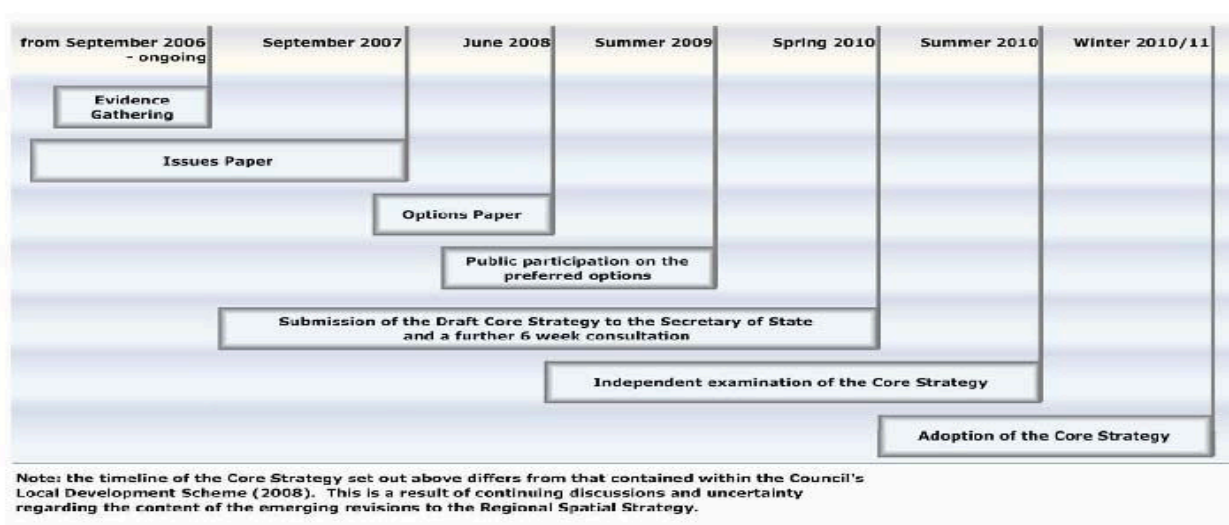 from September 2006
- ongoing
September 2007
June 2008
Summer 2009
Spring 2010
Summer 2010
Winter 2010/11
Evidence
Gathering
Issues Paper
Options Paper
Public participation on the
preferred options
Submission of the Draft Core Strategy to the Secretary of State
and a further 6 week consultation
Independent examination of the Core Strategy
Adoption of the Core Strategy
Note: the timeline of the Core Strategy set out above differs from that contained within the Council's
Local Development Scheme (2008). This is a result of continuing discussions and uncertainty
regarding the content of the emerging revisions to the Regional Spatial Strategy.